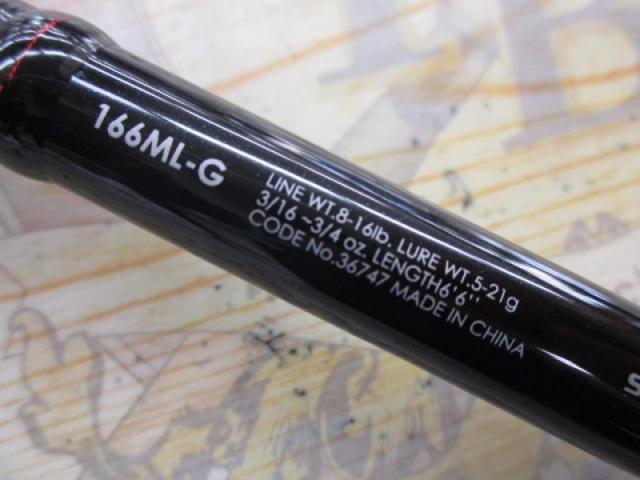 166ML-G
LINE WT.8-16lb. LURE WT.5-21g
3/16 ~3/4 oz. LENGTH6'6"
CODE No.36747 MADE IN CHINA
S